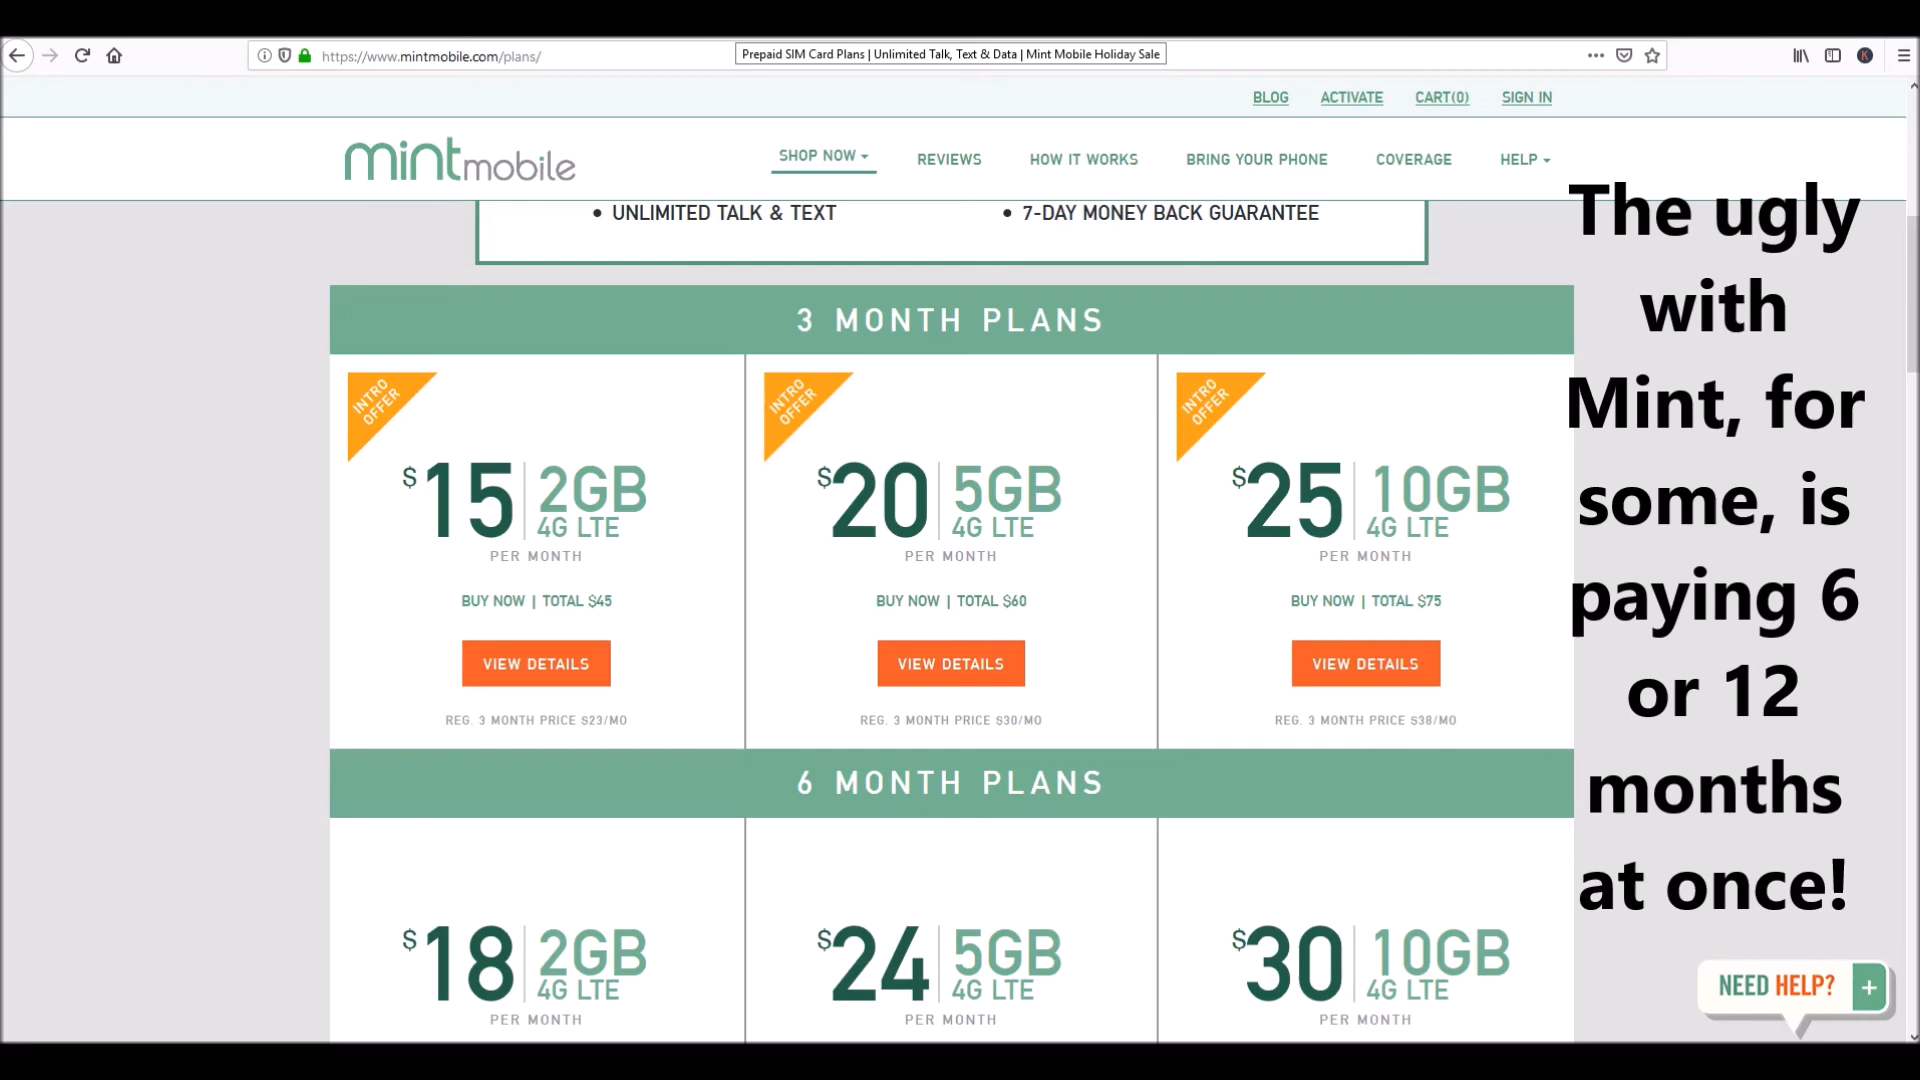 https://www.mintmobile.com/plans/
Prepaid SIM Card Plans | Unlimited Talk, Text & Data | Mint Mobile Holiday Sale
BLOG ACTIVATE CART(0) SIGN IN
mintmobile
SHOP NOW REVIEWS HOW IT WORKS BRING YOUR PHONE COVERAGE HELP
• UNLIMITED TALK & TEXT • 7-DAY MONEY BACK GUARANTEE
3 MONTH PLANS
INTRO OFFER
$15 2GB
4G LTE
PER MONTH
BUY NOW | TOTAL $45
VIEW DETAILS
REG. 3 MONTH PRICE $23/MO
INTRO OFFER
$20 5GB
4G LTE
PER MONTH
BUY NOW | TOTAL $60
VIEW DETAILS
REG. 3 MONTH PRICE $30/MO
INTRO OFFER
$25 10GB
4G LTE
PER MONTH
BUY NOW | TOTAL $75
VIEW DETAILS
REG. 3 MONTH PRICE $38/MO
6 MONTH PLANS
$18 2GB
4G LTE
PER MONTH
$24 5GB
4G LTE
PER MONTH
$30 10GB
4G LTE
PER MONTH
The ugly
with
Mint, for
some, is
paying 6
or 12
months
at once!
NEED HELP? +